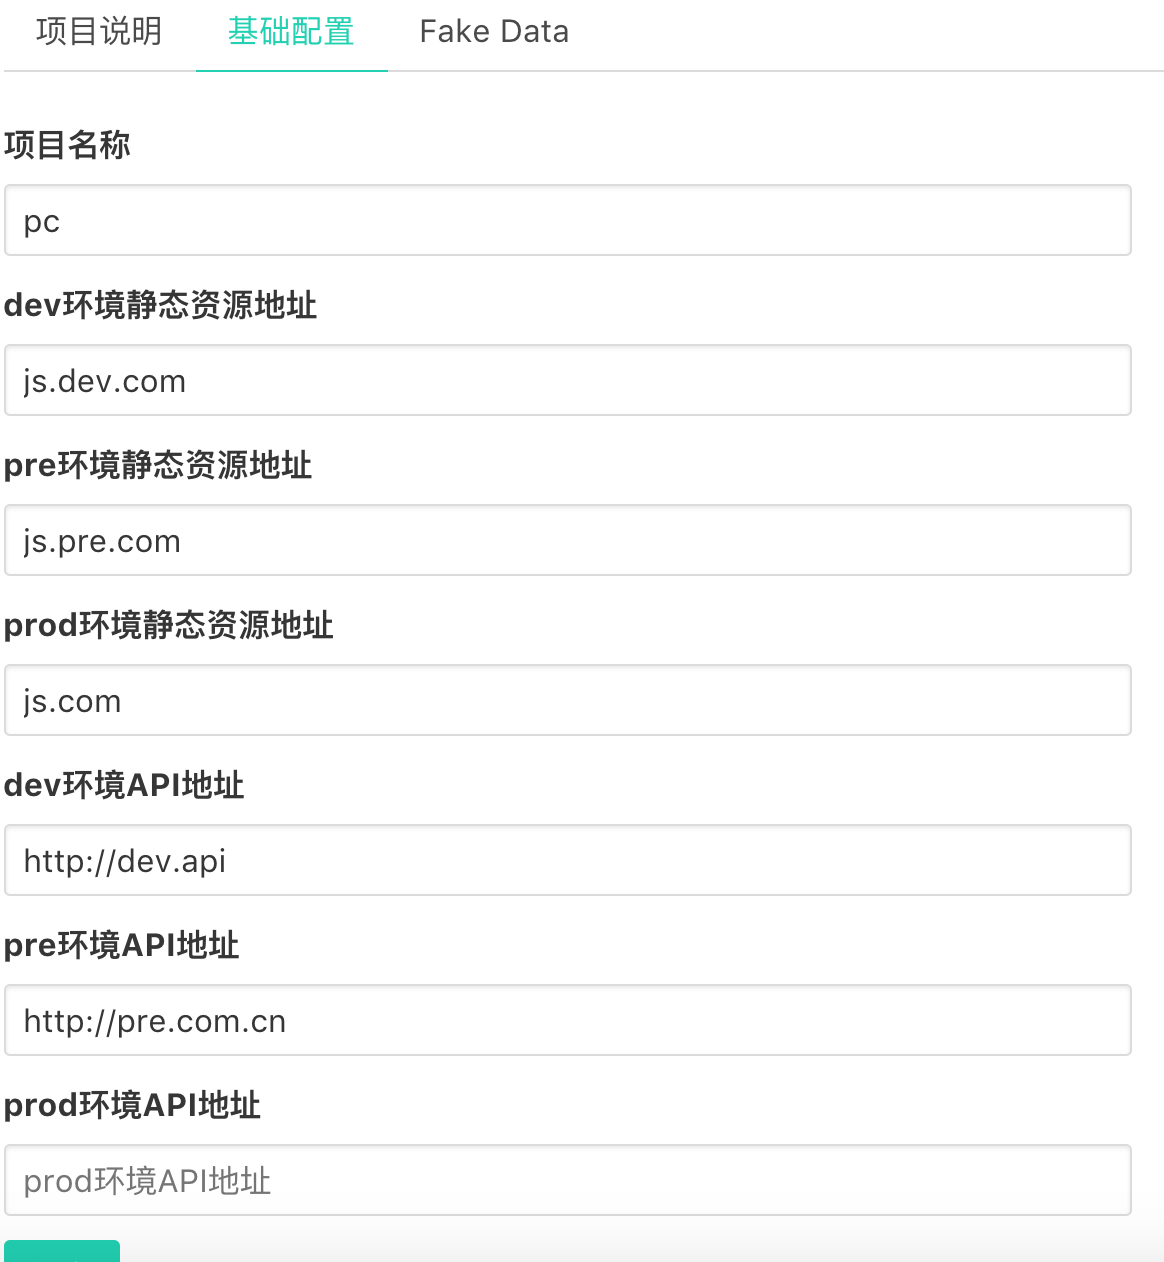 项目说明 基础配置 Fake Data
项目名称
pc
dev环境静态资源地址
js.dev.com
pre环境静态资源地址
js.pre.com
prod环境静态资源地址
js.com
dev环境API地址
http://dev.api
pre环境API地址
http://pre.com.cn
prod环境API地址
prod环境API地址